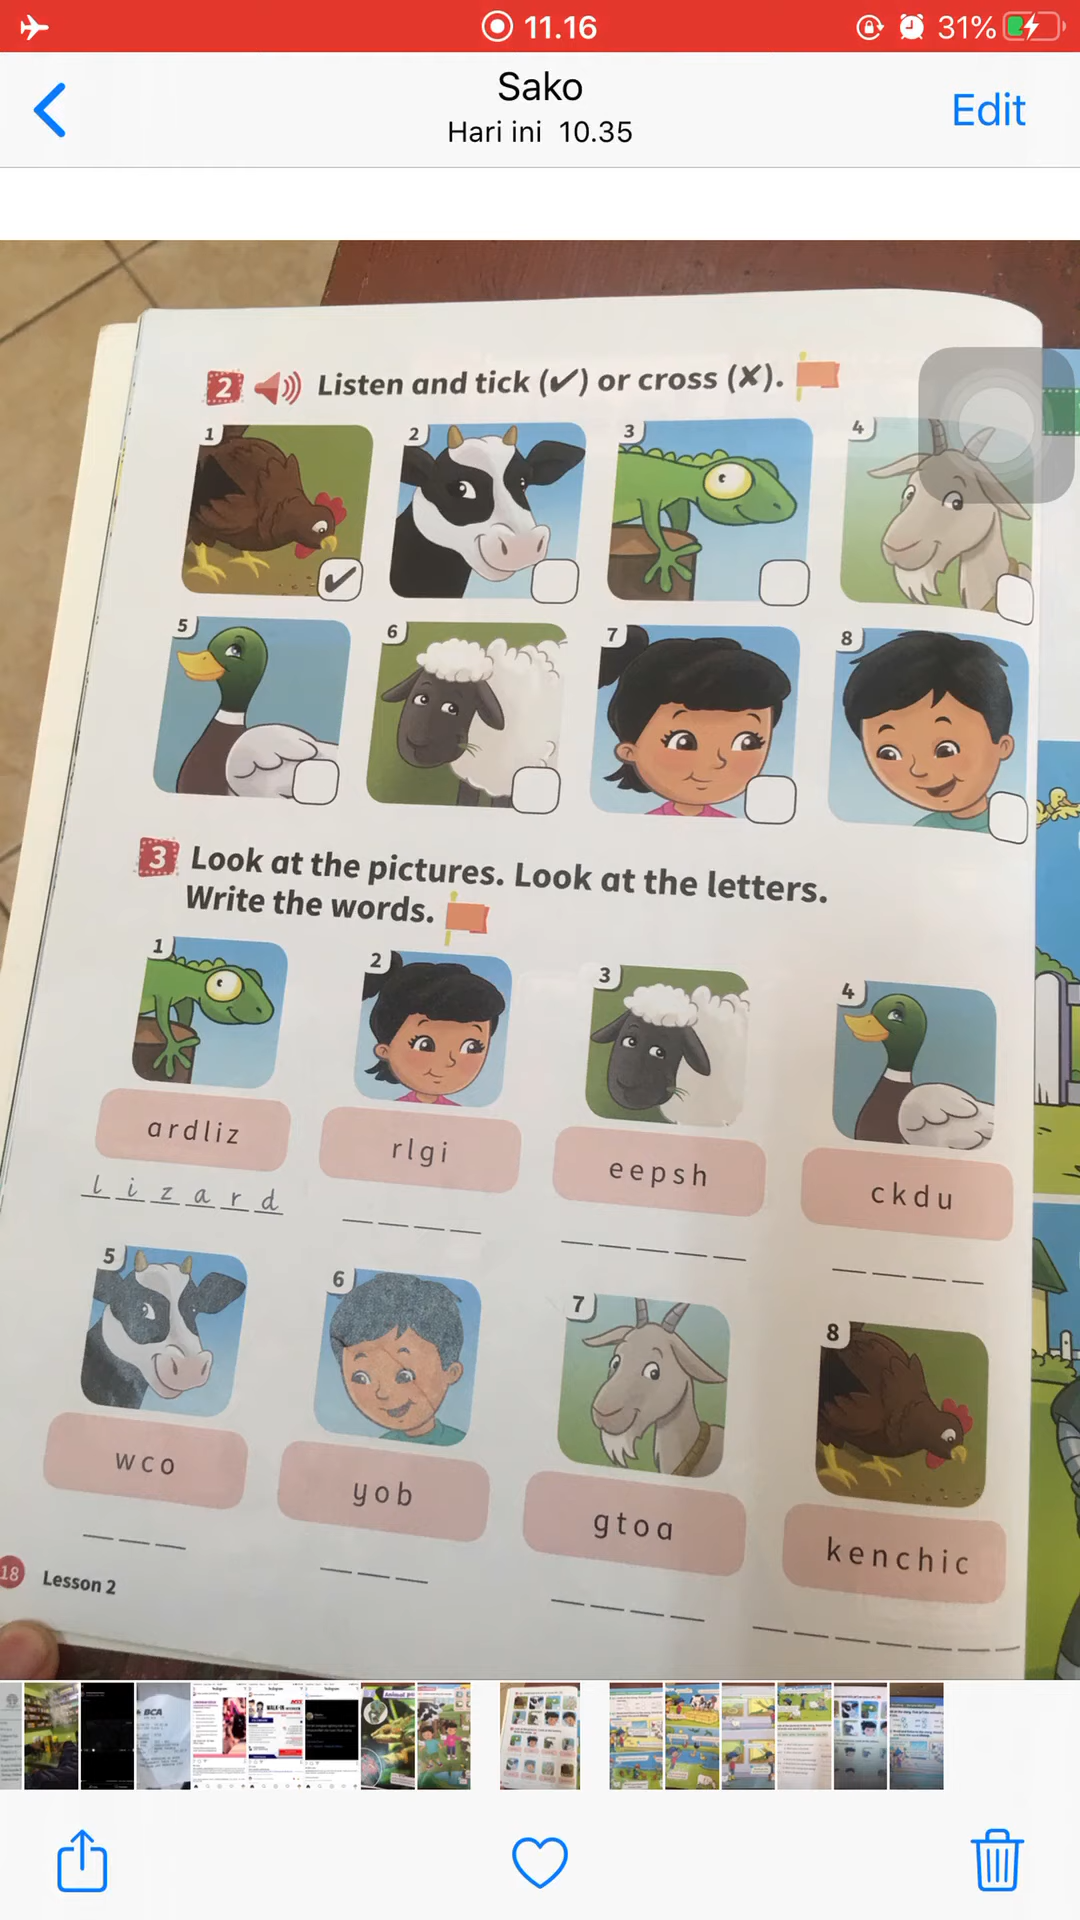 11.16
31%
Sako
Hari ini 10.35
Edit
2 Listen and tick (✔) or cross (✘).
1
2
3
4
5
6
7
8
3 Look at the pictures. Look at the letters.
Write the words.
1
2
3
4
ardliz
rlgi
eepsh
ckdu
lizard
5
6
7
8
wco
yob
gtoa
kenchic
18 Lesson 2
BCA